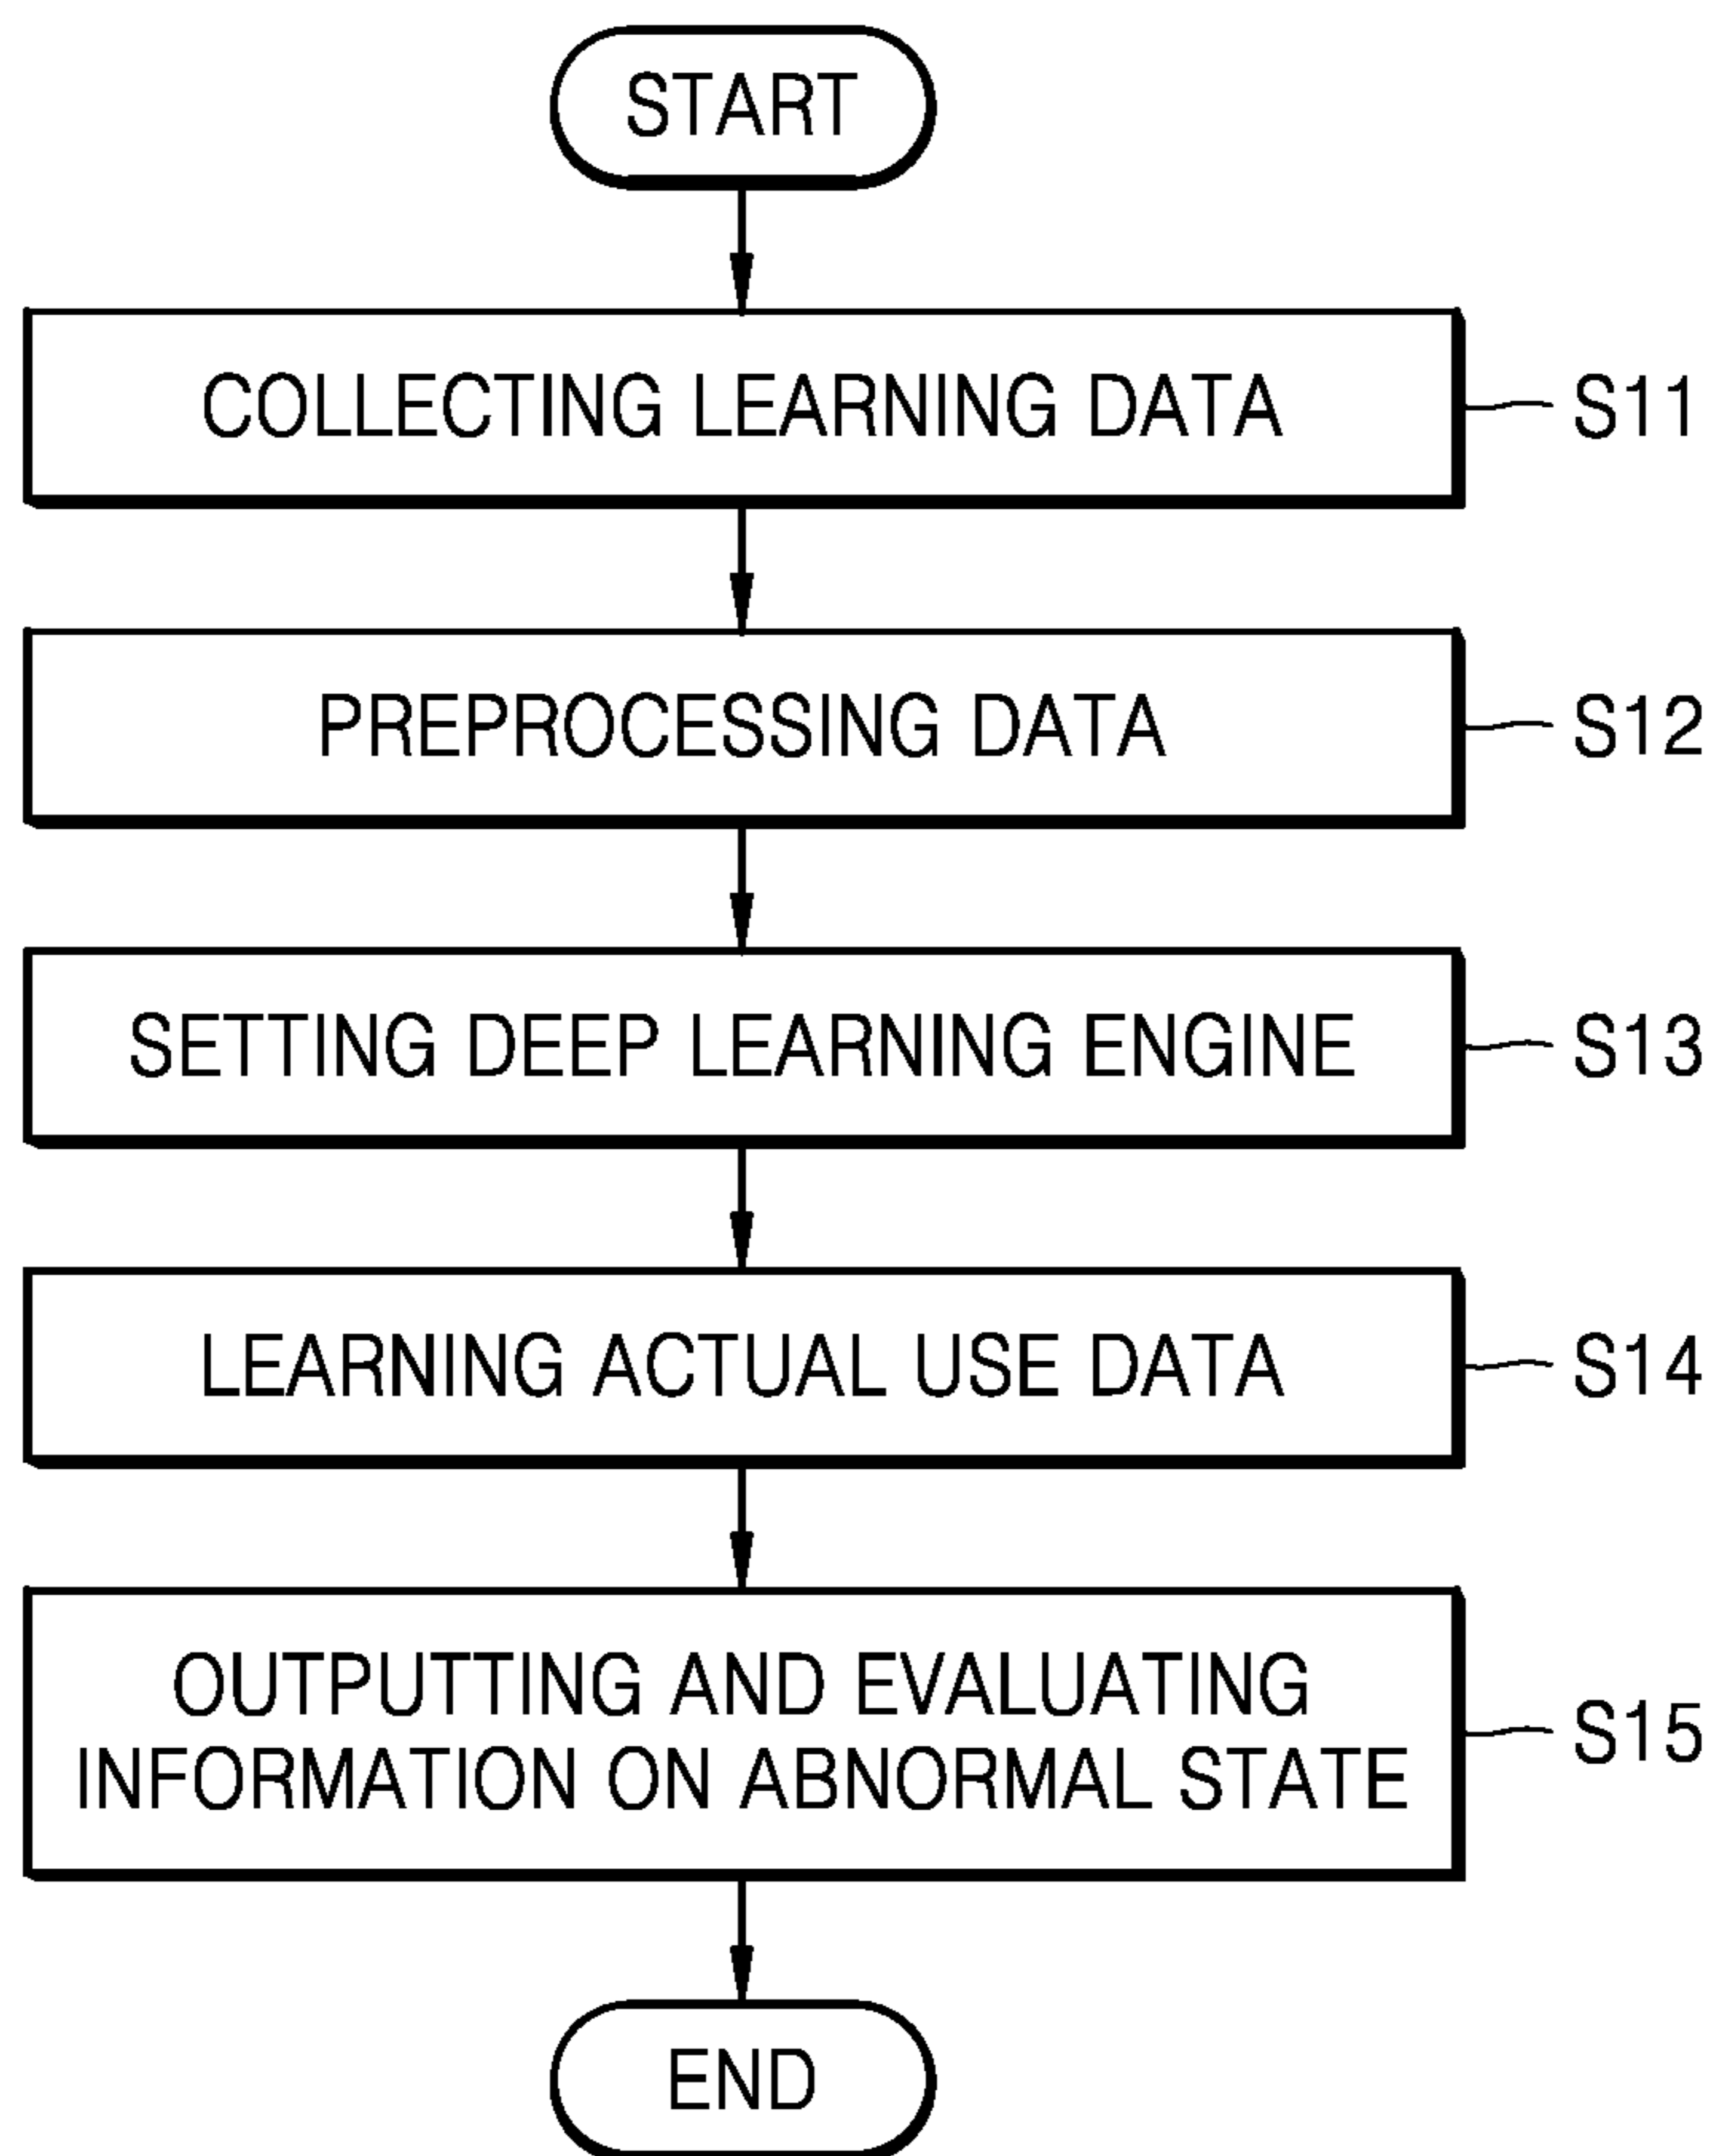 START
COLLECTING LEARNING DATA
S11
PREPROCESSING DATA
S12
SETTING DEEP LEARNING ENGINE
S13
LEARNING ACTUAL USE DATA
S14
OUTPUTTING AND EVALUATING
INFORMATION ON ABNORMAL STATE
S15
END